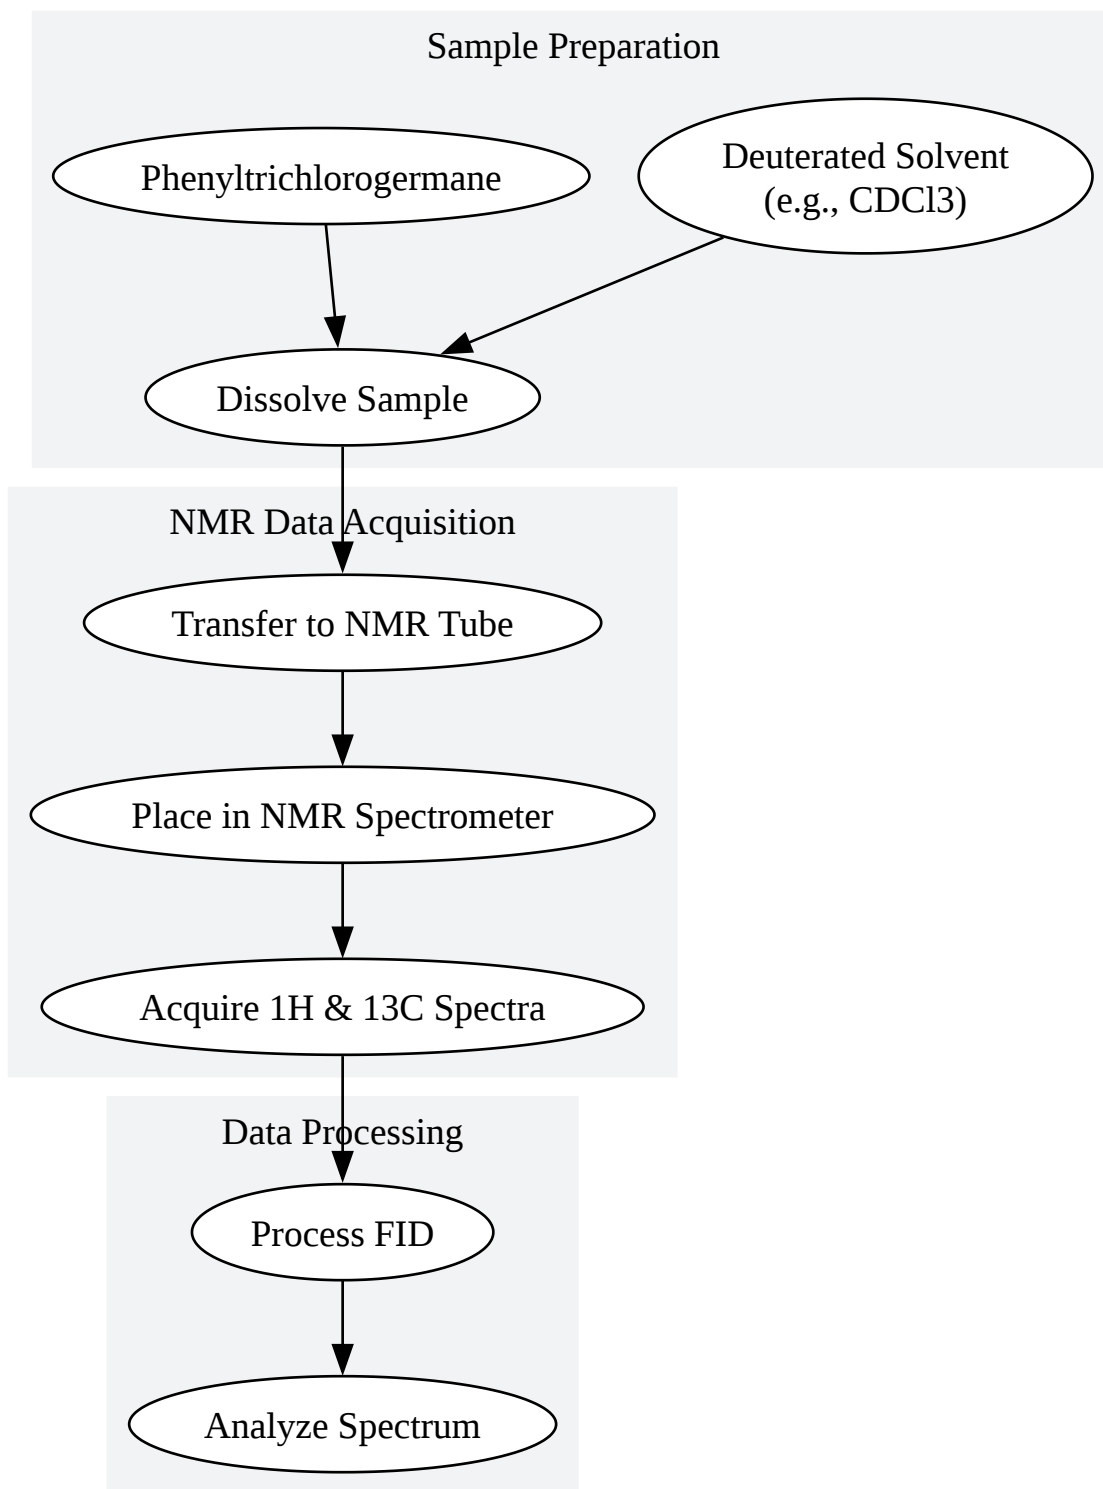 Sample Preparation
Phenyltrichlorogermane
Deuterated Solvent
(e.g., CDCl3)
Dissolve Sample
NMR Data Acquisition
Transfer to NMR Tube
Place in NMR Spectrometer
Acquire 1H & 13C Spectra
Data Processing
Process FID
Analyze Spectrum